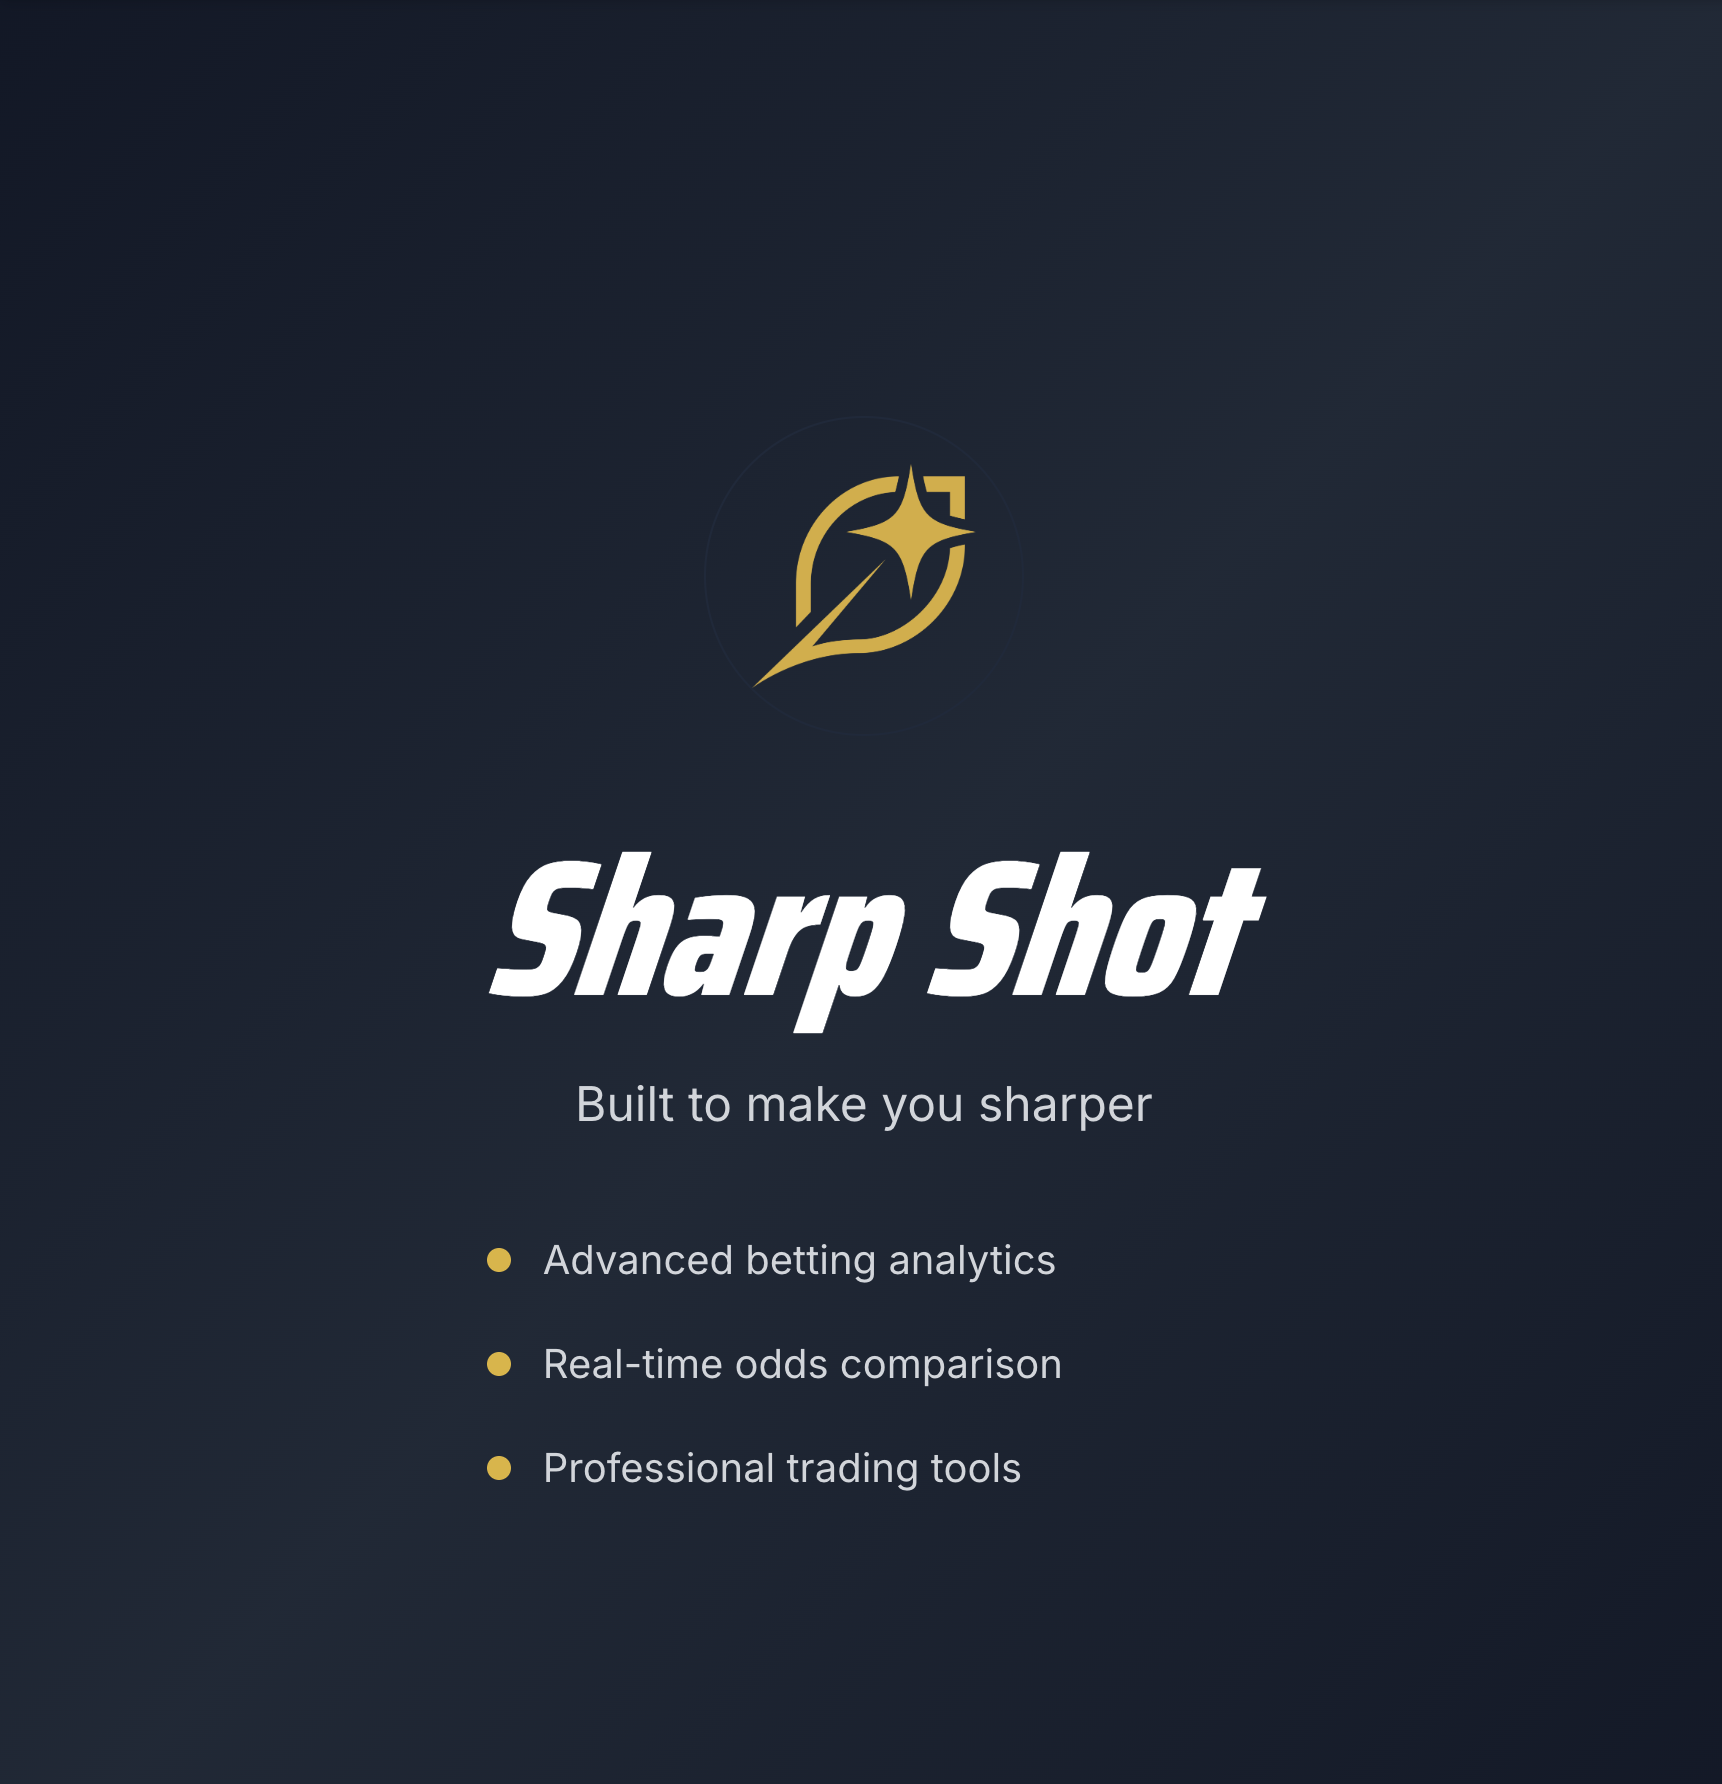 Sharp Shot
Built to make you sharper
Advanced betting analytics
Real-time odds comparison
Professional trading tools